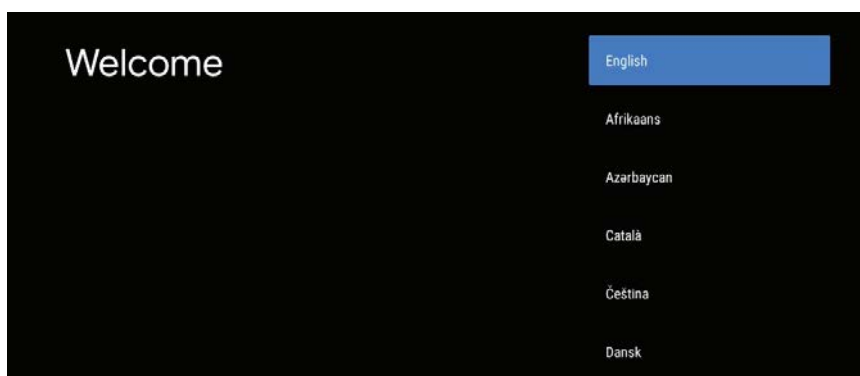 Welcome
English
Afrikaans
Azərbaycan
Català
Čeština
Dansk